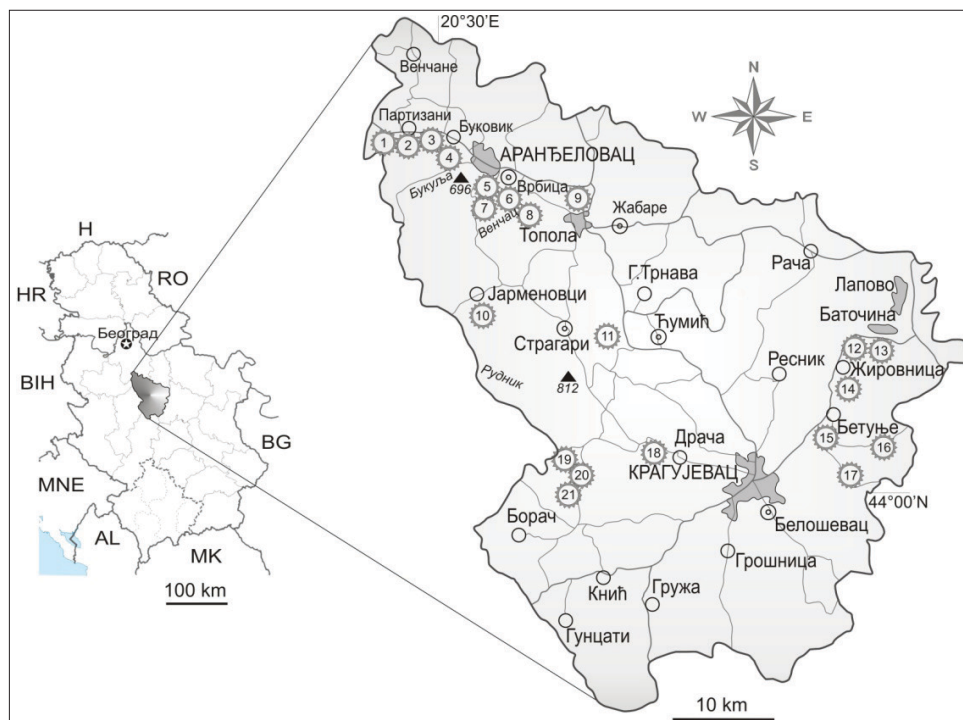 20°30'E
Венчане
N
W
E
S
Партизани
Буковик
1
2
3
4
АРАНЂЕЛОВАЦ
Букуља
696
5
6
Врбица
7
Венчац
8
9
Топола
Жабаре
H
RO
HR
Београд
BIH
BG
MNE
AL
MK
100 km
Рача
Г.Трнава
Лапово
Јарменовци
10
Баточина
Страгари
11
Ћумић
12
13
Ресник
Жировница
14
Рудник
812
Бетуње
15
16
Драча
18
19
КРАГУЈЕВАЦ
20
17
21
44°00'N
Борач
Белошевац
Грошница
Кнић
Гружа
Гунцати
10 km